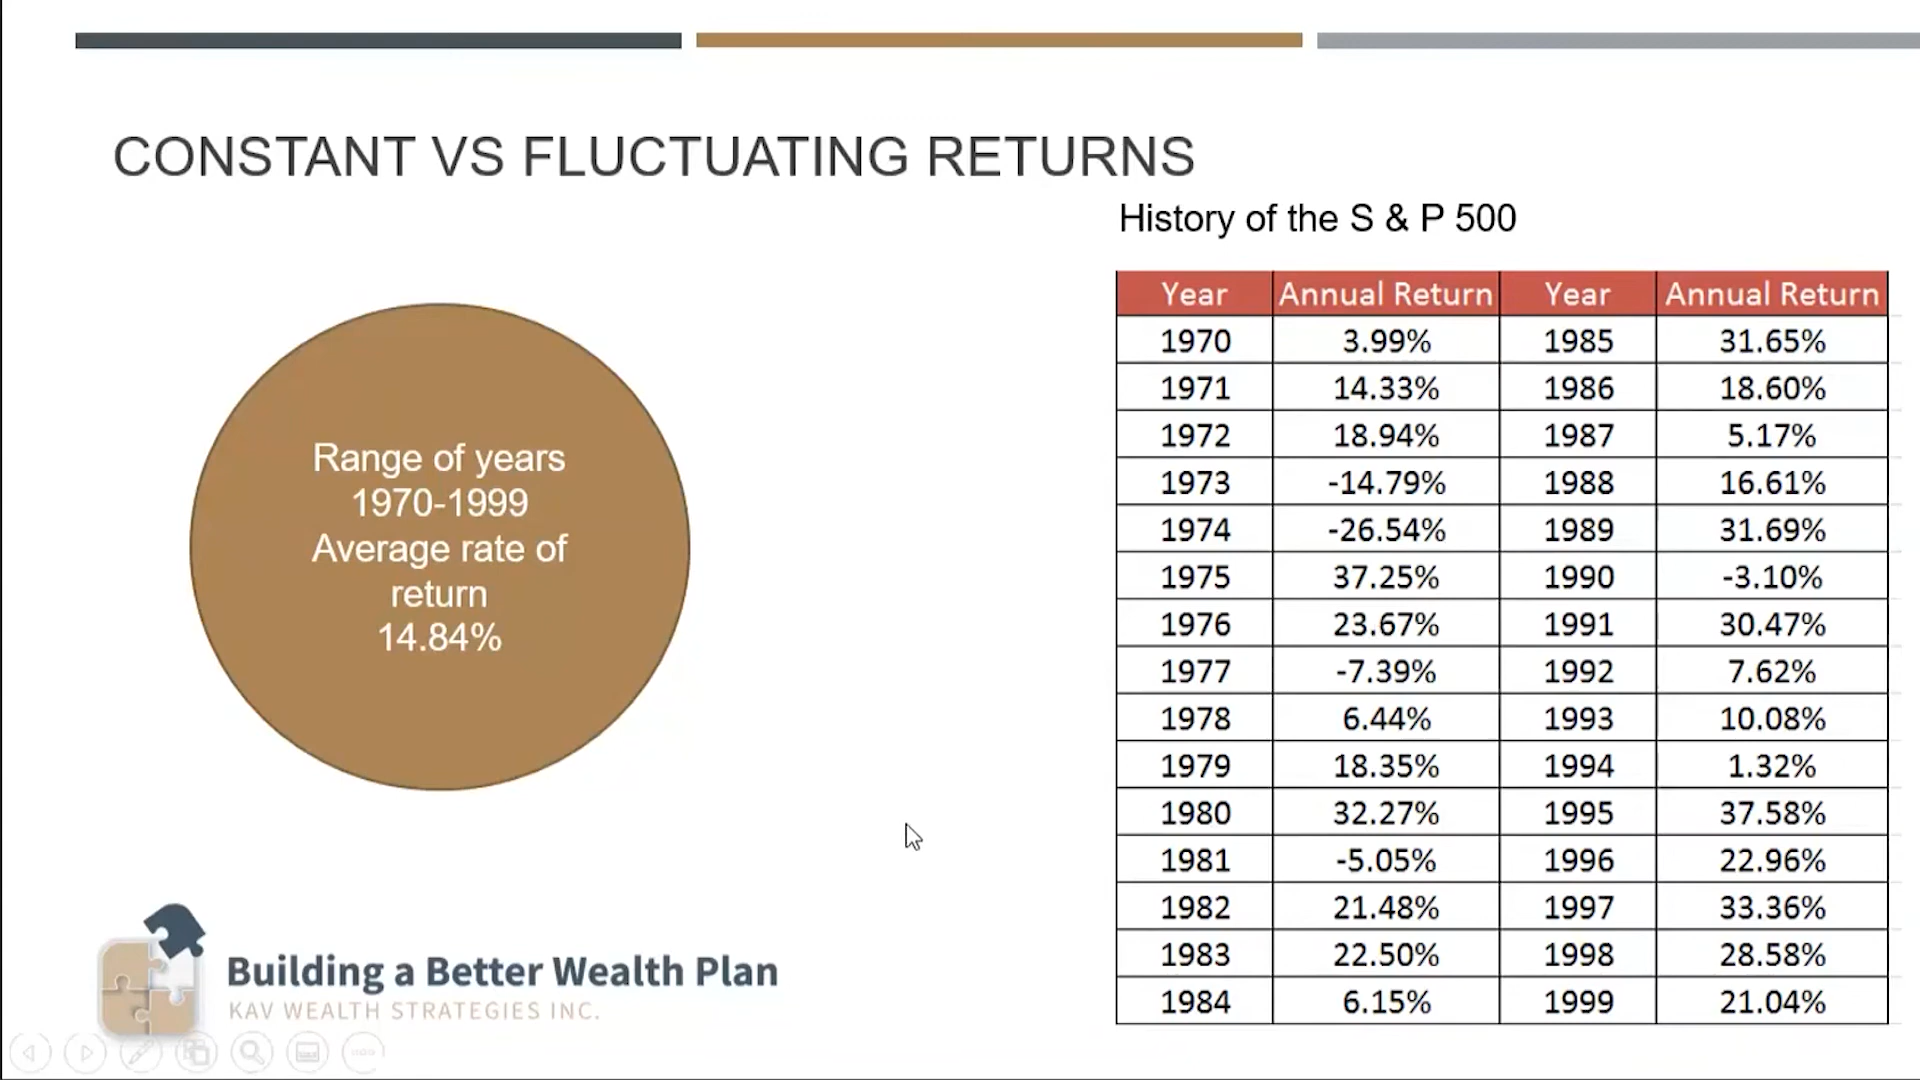 CONSTANT VS FLUCTUATING RETURNS
History of the S & P 500
Range of years
1970-1999
Average rate of
return
14.84%
Year Annual Return Year Annual Return
1970 3.99% 1985 31.65%
1971 14.33% 1986 18.60%
1972 18.94% 1987 5.17%
1973 -14.79% 1988 16.61%
1974 -26.54% 1989 31.69%
1975 37.25% 1990 -3.10%
1976 23.67% 1991 30.47%
1977 -7.39% 1992 7.62%
1978 6.44% 1993 10.08%
1979 18.35% 1994 1.32%
1980 32.27% 1995 37.58%
1981 -5.05% 1996 22.96%
1982 21.48% 1997 33.36%
1983 22.50% 1998 28.58%
1984 6.15% 1999 21.04%
Building a Better Wealth Plan
KAV WEALTH STRATEGIES INC.